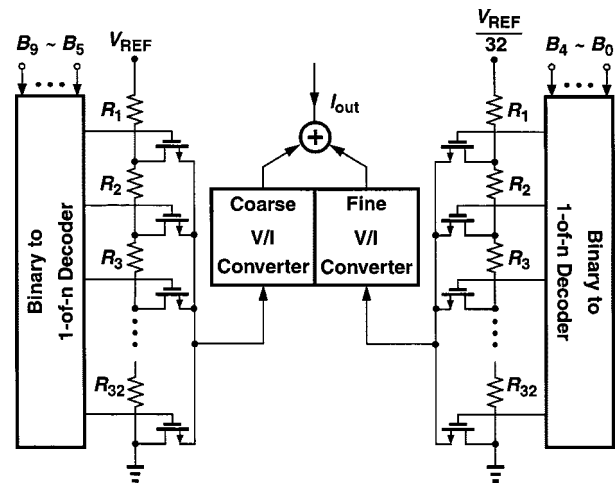 B9 ~ B5
VREF
VREF
32
B4 ~ B0
Iout
R1
R2
R3
R32
Binary to
1-of-n Decoder
+
Coarse
V/I
Converter
Fine
V/I
Converter
R1
R2
R3
R32
Binary to
1-of-n Decoder